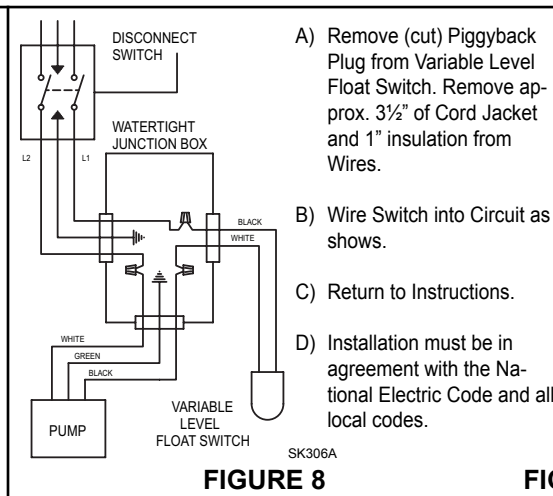 DISCONNECT
SWITCH
WATERTIGHT
JUNCTION BOX
L2
L1
BLACK
WHITE
WHITE
GREEN
BLACK
PUMP
VARIABLE
LEVEL
FLOAT SWITCH
SK306A
FIGURE 8
A) Remove (cut) Piggyback
Plug from Variable Level
Float Switch. Remove ap-
prox. 3½” of Cord Jacket
and 1” insulation from
Wires.
B) Wire Switch into Circuit as
shows.
C) Return to Instructions.
D) Installation must be in
agreement with the Na-
tional Electric Code and all
local codes.
FIG